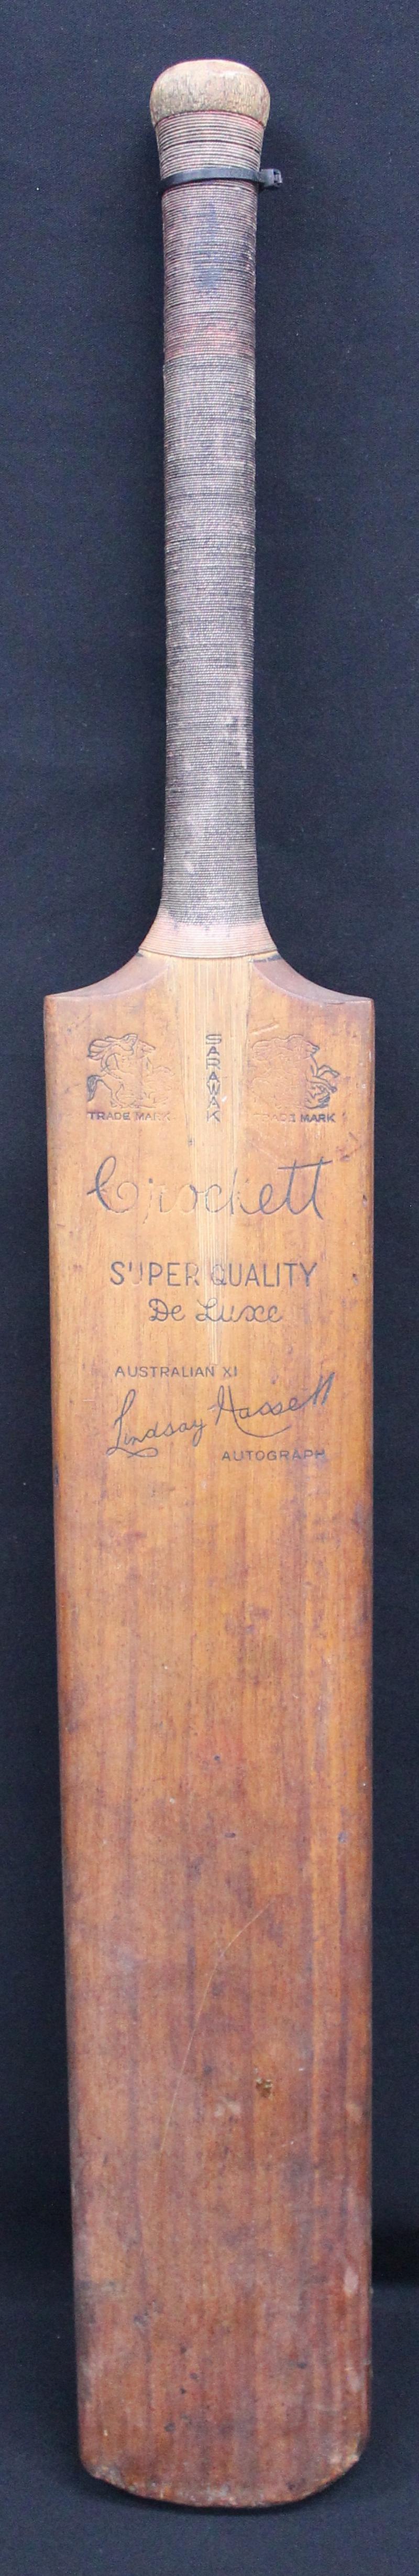 SARAWAK
TRADE MARK TRADE MARK
Crockett
SUPER QUALITY
De Luxe
AUSTRALIAN XI
Lindsay Hassett
AUTOGRAPH